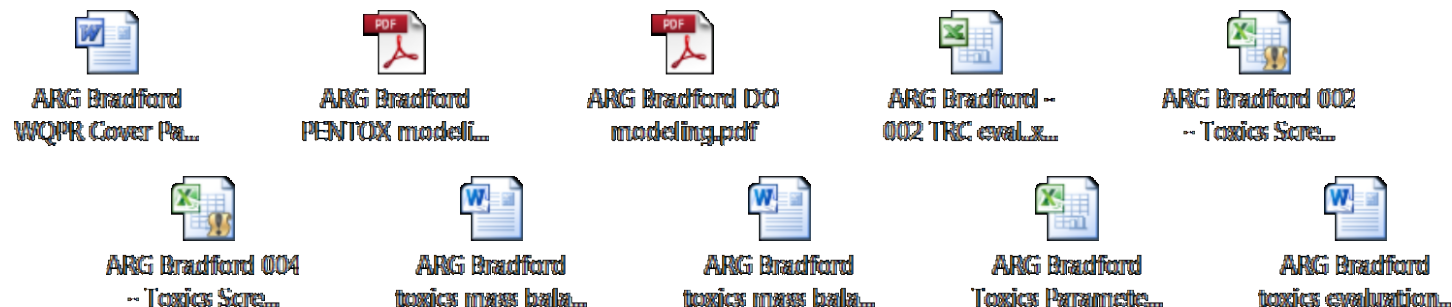 ARG Bradford
WQPR Cover Pa...
PDF
ARG Bradford
PENTOX modeli...
PDF
ARG Bradford DO
modeling.pdf
ARG Bradford -
002 TRC eval.x...
ARG Bradford 002
- Toxics Scre...
ARG Bradford 004
- Toxics Scre...
ARG Bradford
toxics mass bala...
ARG Bradford
toxics mass bala...
ARG Bradford
Toxics Paramete...
ARG Bradford
toxics evaluation...